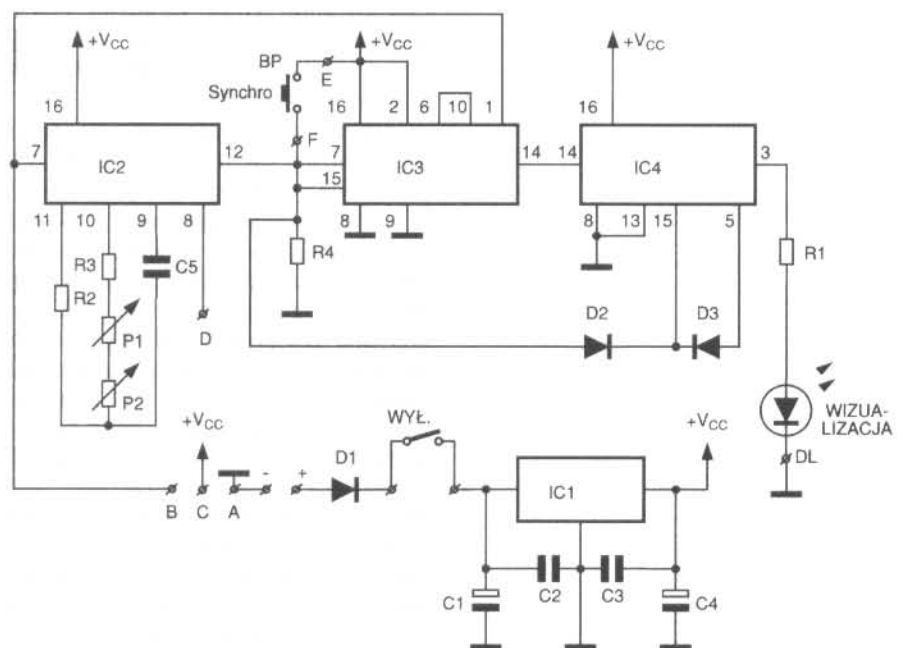 +VCC
+VCC
+VCC
BP
E
Synchro
F
16
16
2
6
10
1
16
7
IC2
12
7
IC3
14
14
IC4
3
15
11
10
9
8
8
9
8
13
15
5
R3
C5
R4
R1
R2
D
D2
D3
P1
P2
+VCC
WYŁ.
+VCC
WIZUA-
LIZACJA
D1
- +
IC1
DL
B
C
A
C1
C2
C3
C4